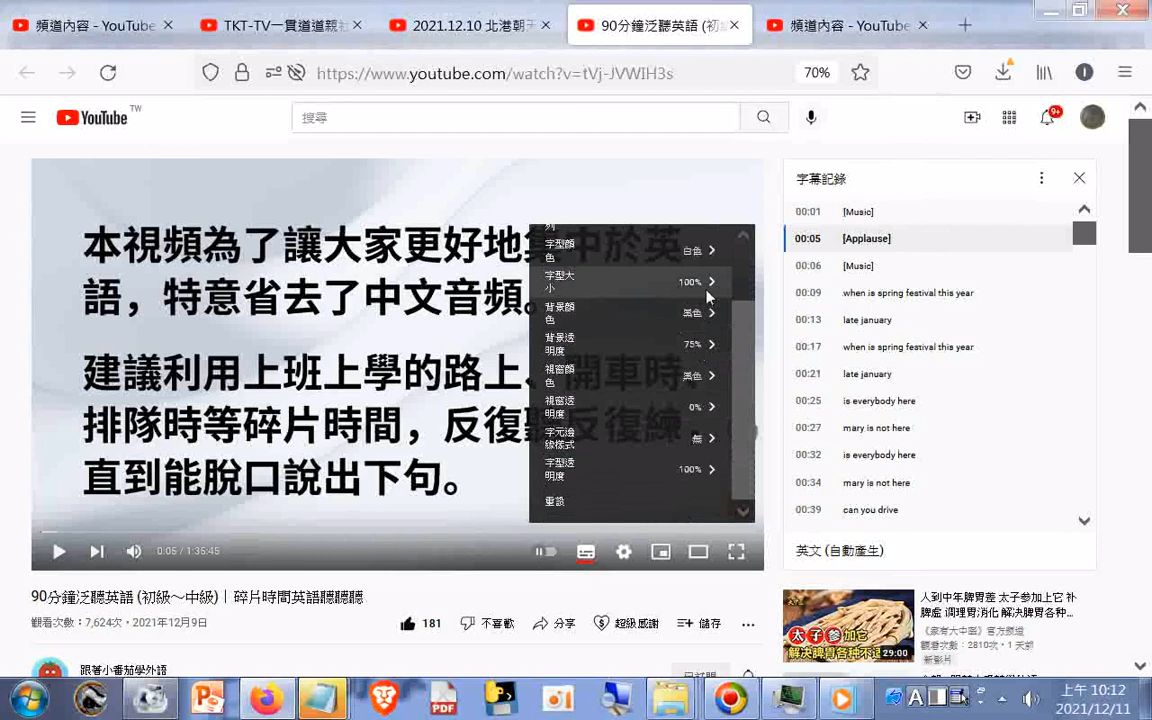 頻道內容 - YouTube
TKT-TV一貫道道親
2021.12.10 北港朝
90分鐘泛聽英語 (初
頻道內容 - YouTube
https://www.youtube.com/watch?v=tVj-JVWIH3s
70%
YouTube TW
搜尋
9+
本視頻為了讓大家更好地集中於英
語，特意省去了中文音頻。
建議利用上班上學的路上、開車時、
排隊時等碎片時間，反復聽反復練，
直到能脫口說出下句。
列
字型顏色 白色
字型大小 100%
背景顏色 黑色
背景透明度 75%
視窗顏色 黑色
視窗透明度 0%
字元邊緣樣式 無
字型透明度 100%
重設
0:05 / 1:35:45
字幕記錄
00:01 [Music]
00:05 [Applause]
00:06 [Music]
00:09 when is spring festival this year
00:13 late january
00:17 when is spring festival this year
00:21 late january
00:25 is everybody here
00:27 mary is not here
00:32 is everybody here
00:34 mary is not here
00:39 can you drive
英文 (自動產生)
90分鐘泛聽英語 (初級～中級)｜碎片時間英語聽聽聽
觀看次數：7,624次・2021年12月9日
181
不喜歡
分享
超級感謝
儲存
跟著小番茄學外語
已訂閱
太子参加它
解决脾胃各种不适
29:00
人到中年脾胃差 太子参加上它 补
脾虚 调理胃消化 解决脾胃各种...
《家有大中医》官方频道
觀看次數：2810次・1 天前
新影片
PDF
A
上午 10:12
2021/12/11